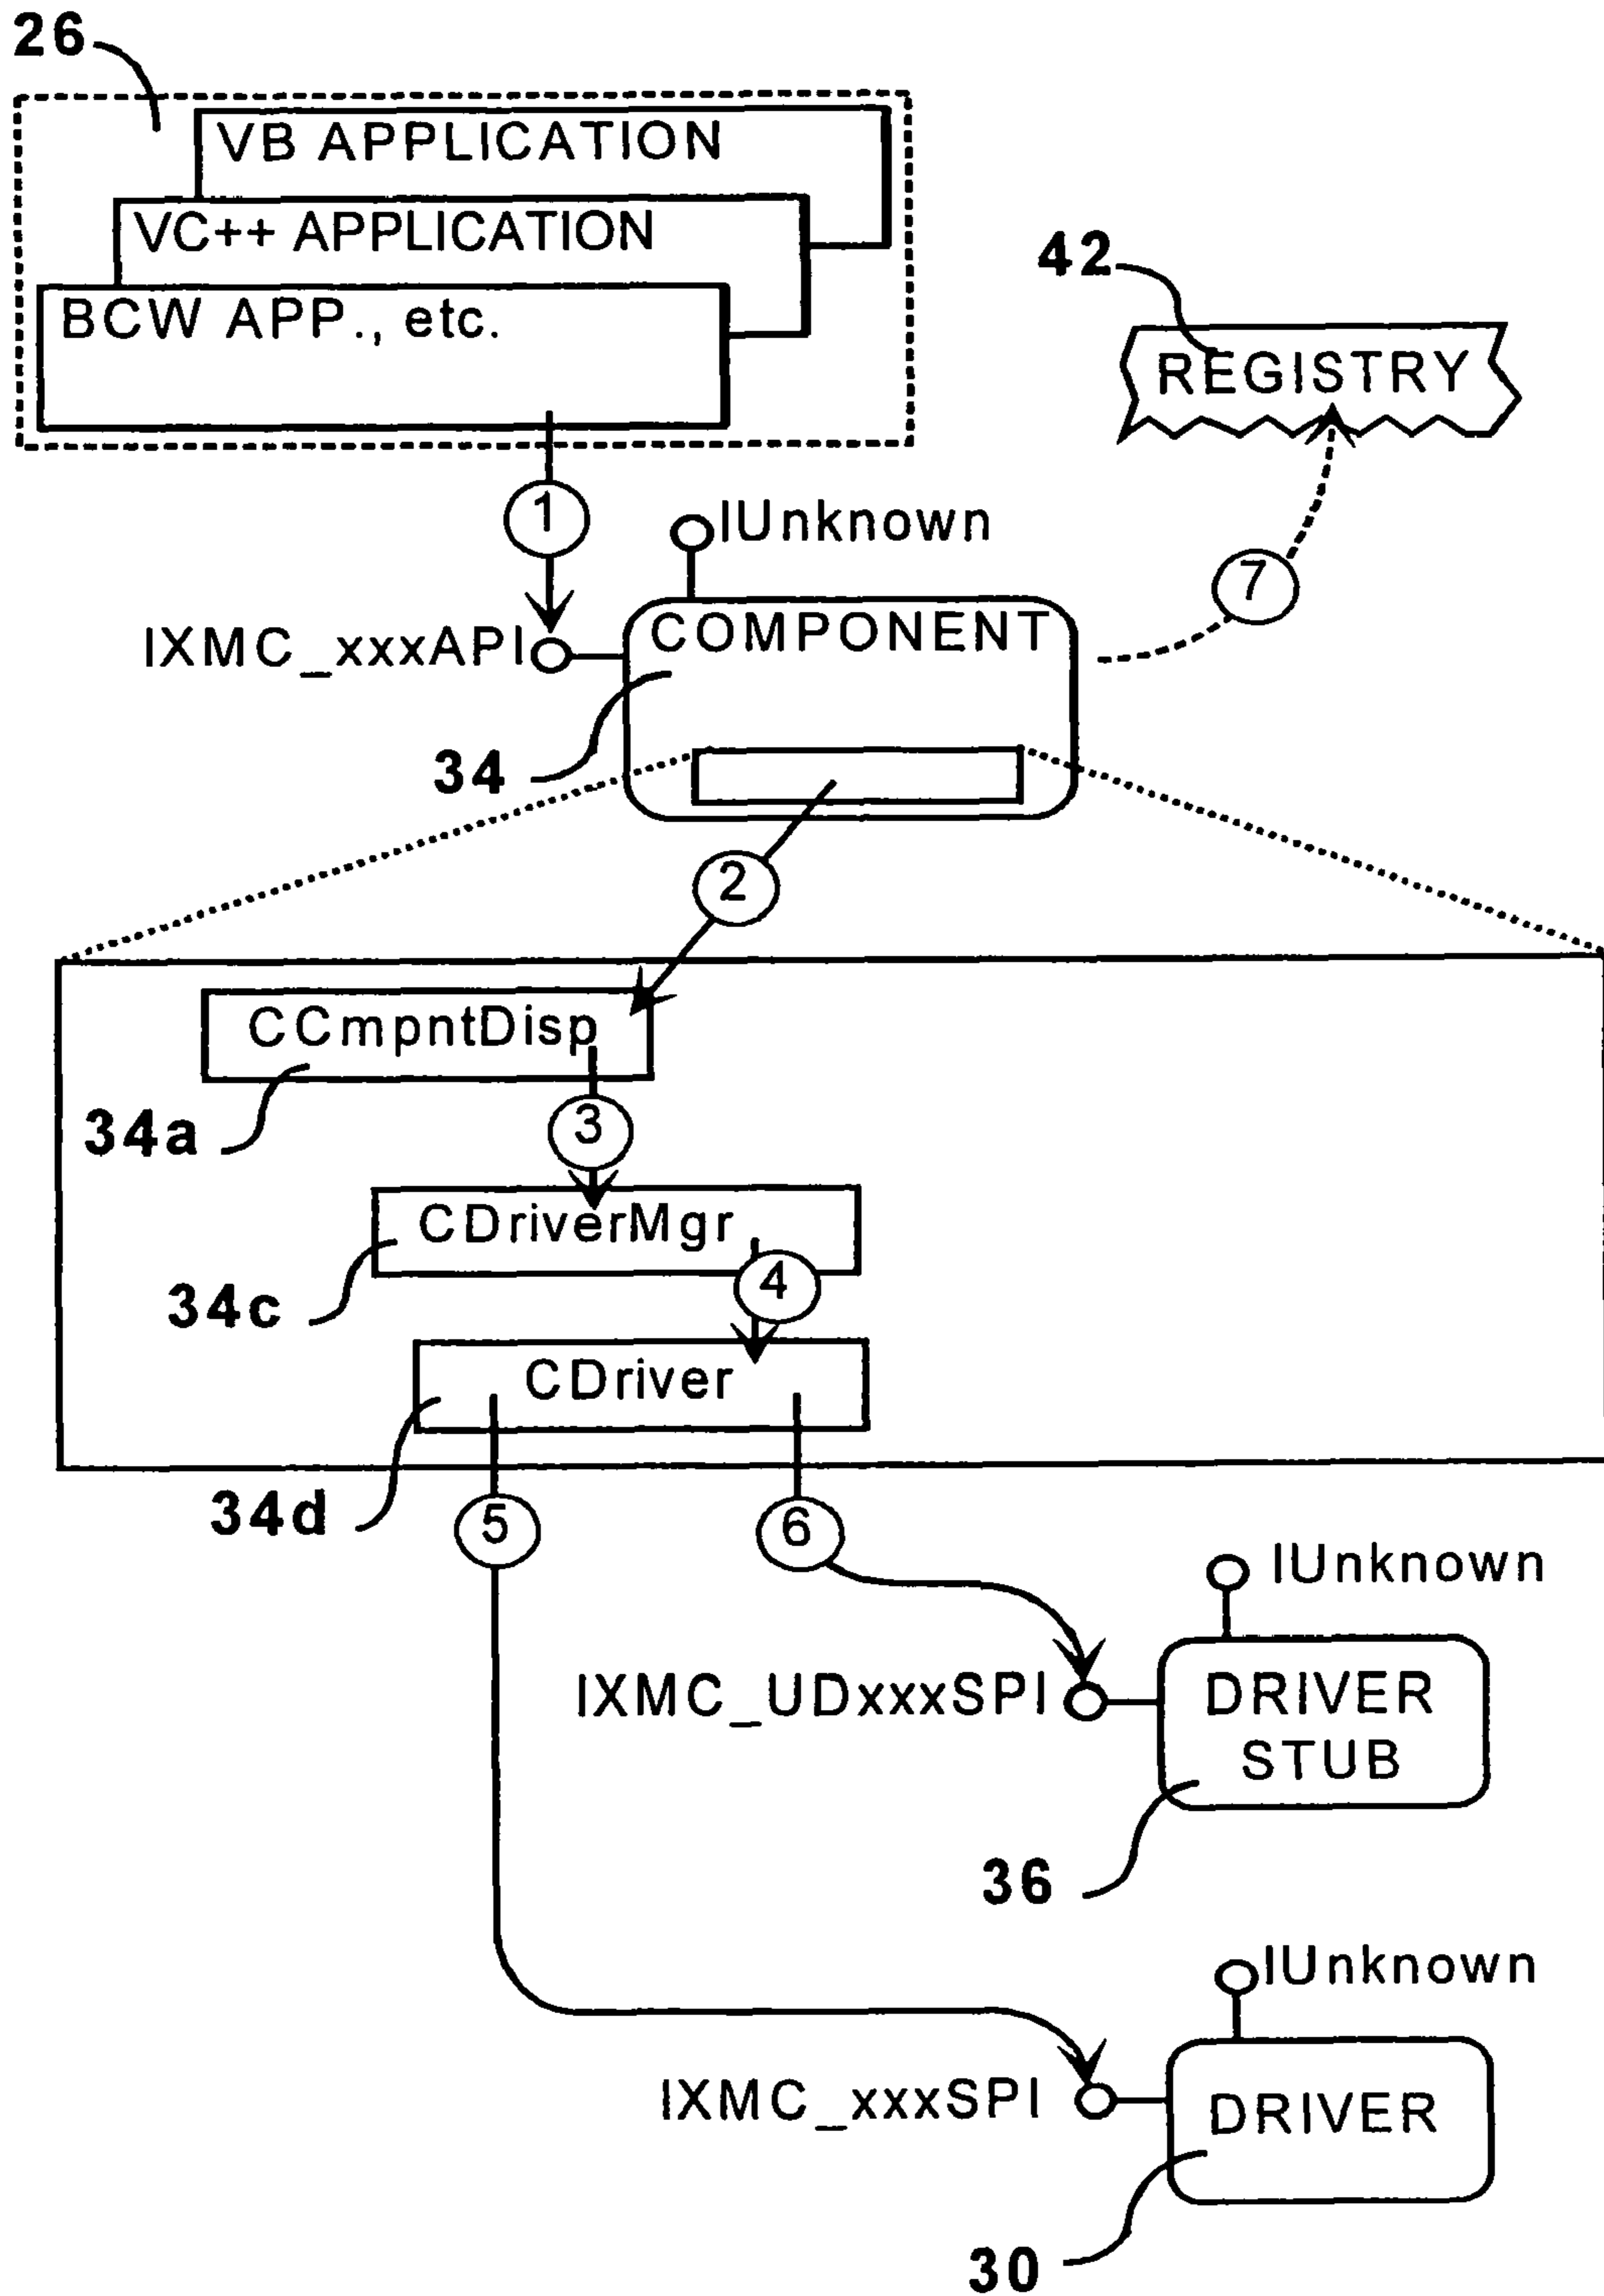 26
VB APPLICATION
VC++ APPLICATION
BCW APP., etc.
42
REGISTRY
1
IUnknown
7
IXMC_xxxAPI
COMPONENT
34
2
CCmpntDisp
34a
3
CDriverMgr
34c
4
CDriver
34d
5
6
IUnknown
IXMC_UDxxxSPI
DRIVER
STUB
36
IUnknown
IXMC_xxxSPI
DRIVER
30